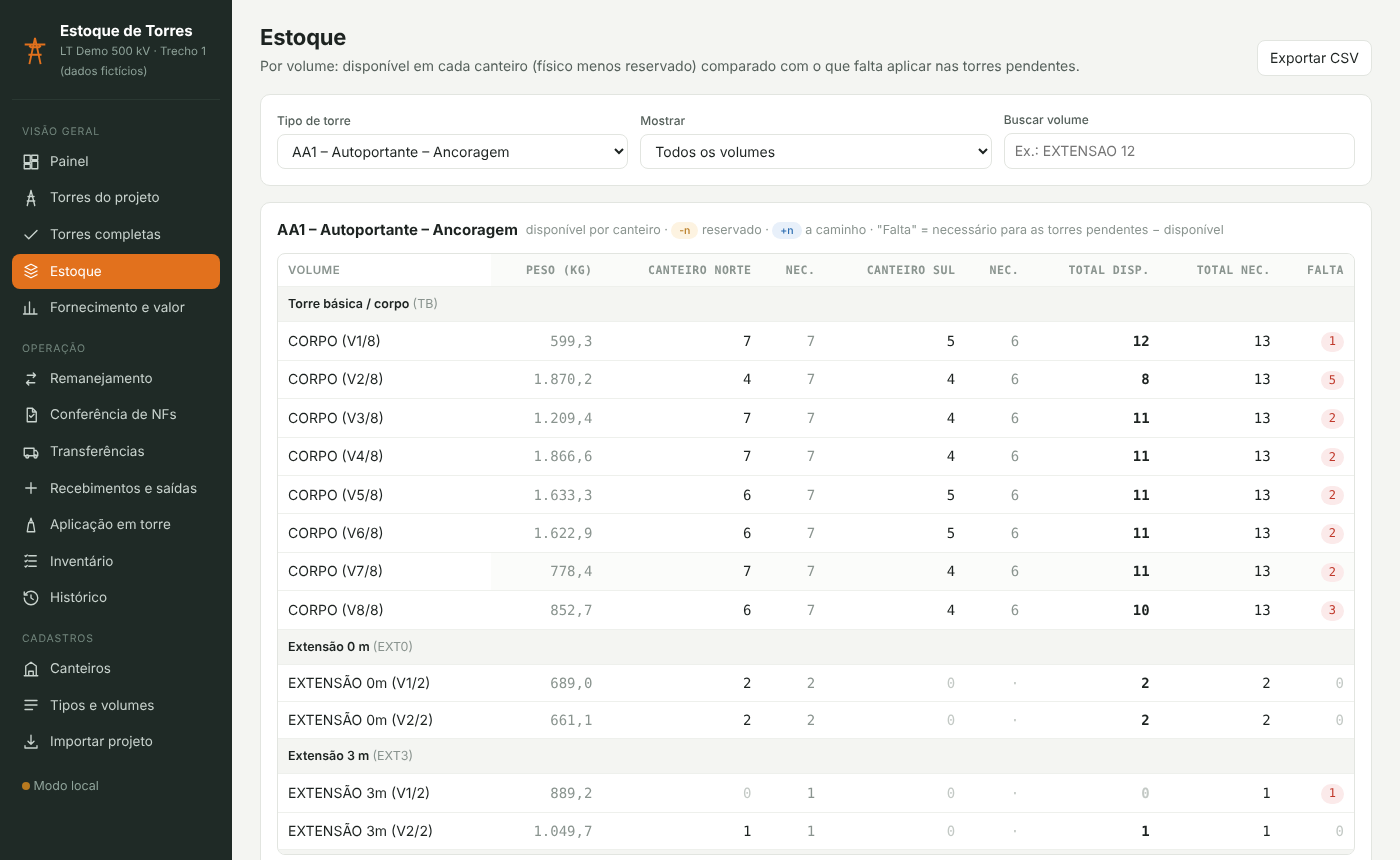 Estoque de Torres
LT Demo 500 kV · Trecho 1
(dados fictícios)
VISÃO GERAL
Painel
Torres do projeto
Torres completas
Estoque
Fornecimento e valor
OPERAÇÃO
Remanejamento
Conferência de NFs
Transferências
Recebimentos e saídas
Aplicação em torre
Inventário
Histórico
CADASTROS
Canteiros
Tipos e volumes
Importar projeto
Modo local
Estoque
Por volume: disponível em cada canteiro (físico menos reservado) comparado com o que falta aplicar nas torres pendentes.
Exportar CSV
Tipo de torre
AA1 – Autoportante – Ancoragem
Mostrar
Todos os volumes
Buscar volume
Ex.: EXTENSAO 12
AA1 – Autoportante – Ancoragem disponível por canteiro · -n reservado · +n a caminho · "Falta" = necessário para as torres pendentes − disponível
VOLUME PESO (KG) CANTEIRO NORTE NEC. CANTEIRO SUL NEC. TOTAL DISP. TOTAL NEC. FALTA
Torre básica / corpo (TB)
CORPO (V1/8) 599,3 7 7 5 6 12 13 1
CORPO (V2/8) 1.870,2 4 7 4 6 8 13 5
CORPO (V3/8) 1.209,4 7 7 4 6 11 13 2
CORPO (V4/8) 1.866,6 7 7 4 6 11 13 2
CORPO (V5/8) 1.633,3 6 7 5 6 11 13 2
CORPO (V6/8) 1.622,9 6 7 5 6 11 13 2
CORPO (V7/8) 778,4 7 7 4 6 11 13 2
CORPO (V8/8) 852,7 6 7 4 6 10 13 3
Extensão 0 m (EXT0)
EXTENSÃO 0m (V1/2) 689,0 2 2 0 · 2 2 0
EXTENSÃO 0m (V2/2) 661,1 2 2 0 · 2 2 0
Extensão 3 m (EXT3)
EXTENSÃO 3m (V1/2) 889,2 0 1 0 · 0 1 1
EXTENSÃO 3m (V2/2) 1.049,7 1 1 0 · 1 1 0